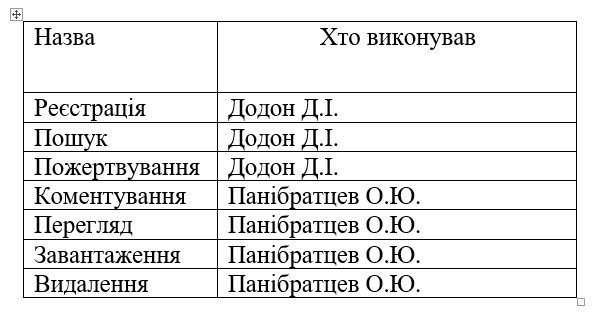 Назва Хто виконував
Реєстрація Додон Д.І.
Пошук Додон Д.І.
Пожертвування Додон Д.І.
Коментування Панібратцев О.Ю.
Перегляд Панібратцев О.Ю.
Завантаження Панібратцев О.Ю.
Видалення Панібратцев О.Ю.